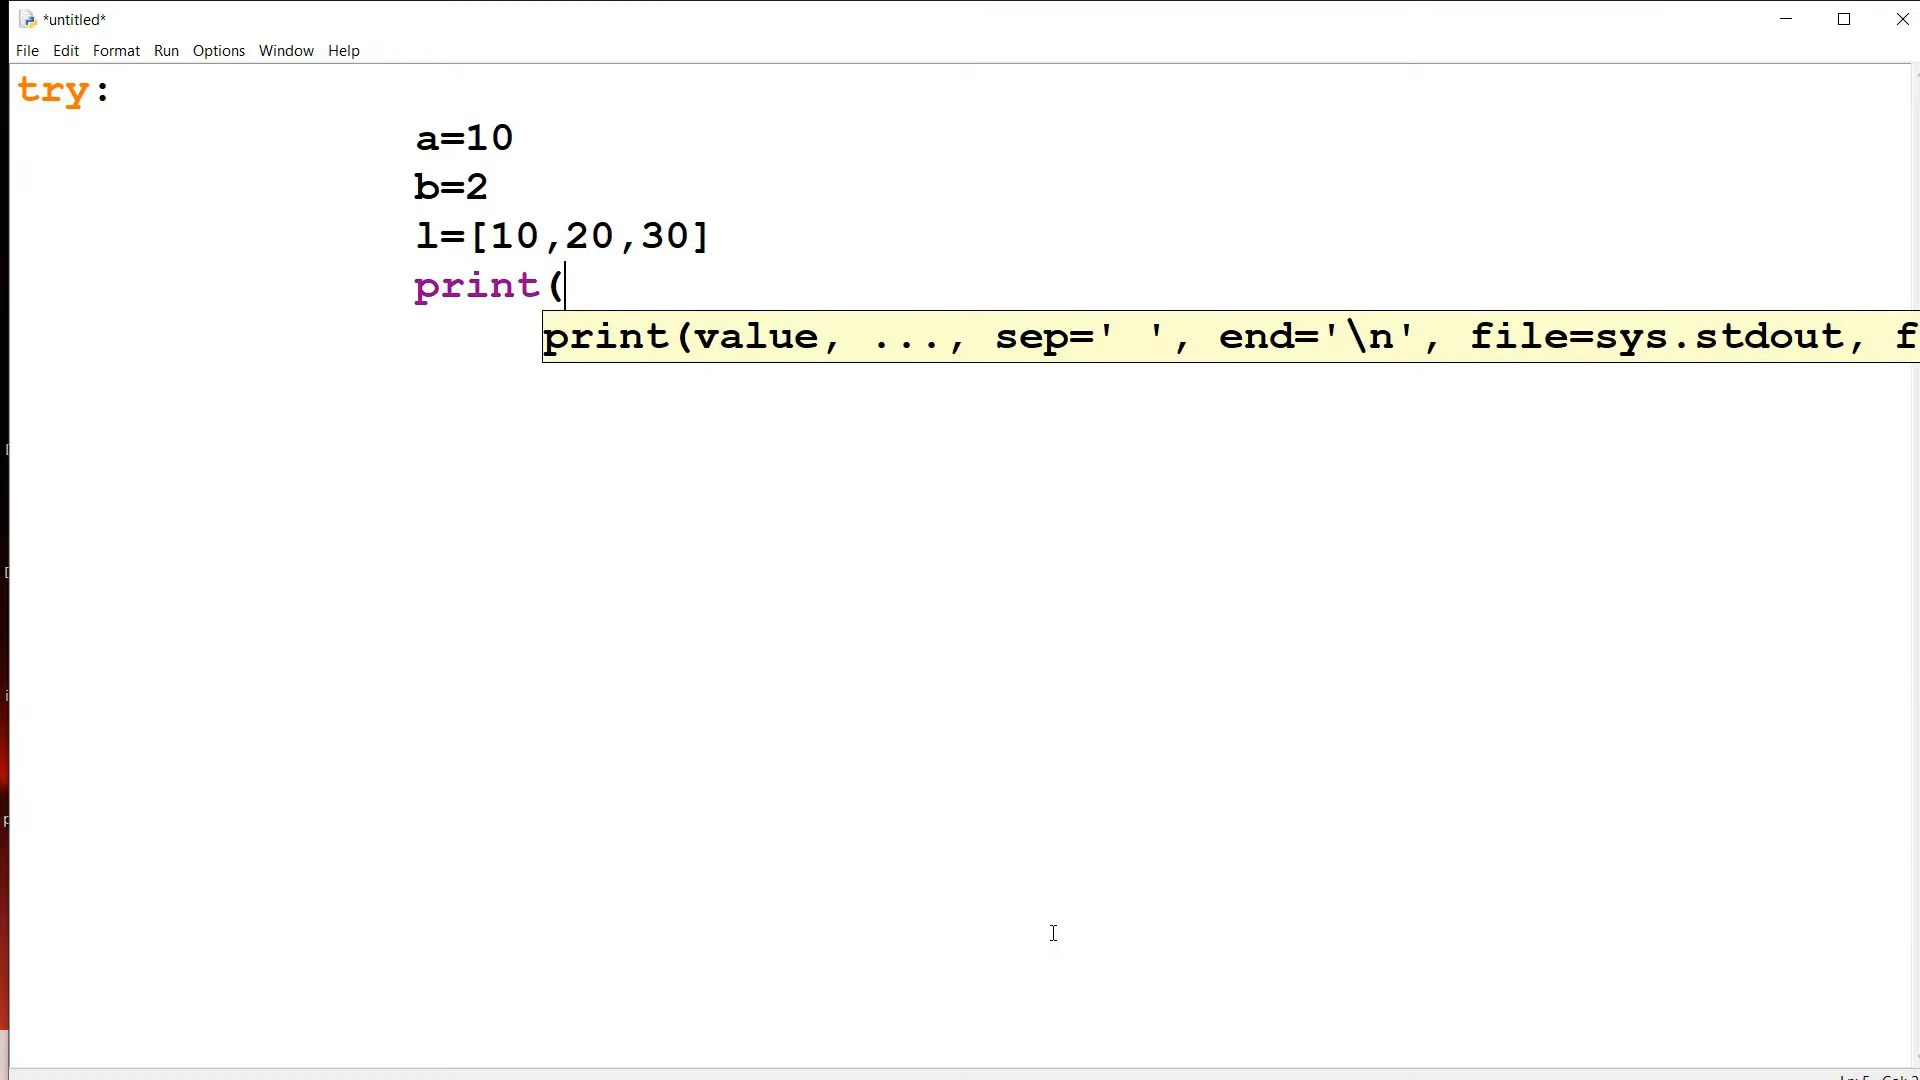 *untitled*
File Edit Format Run Options Window Help
try:
a=10
b=2
l=[10,20,30]
print(
print(value, ..., sep=' ', end='\n', file=sys.stdout, f